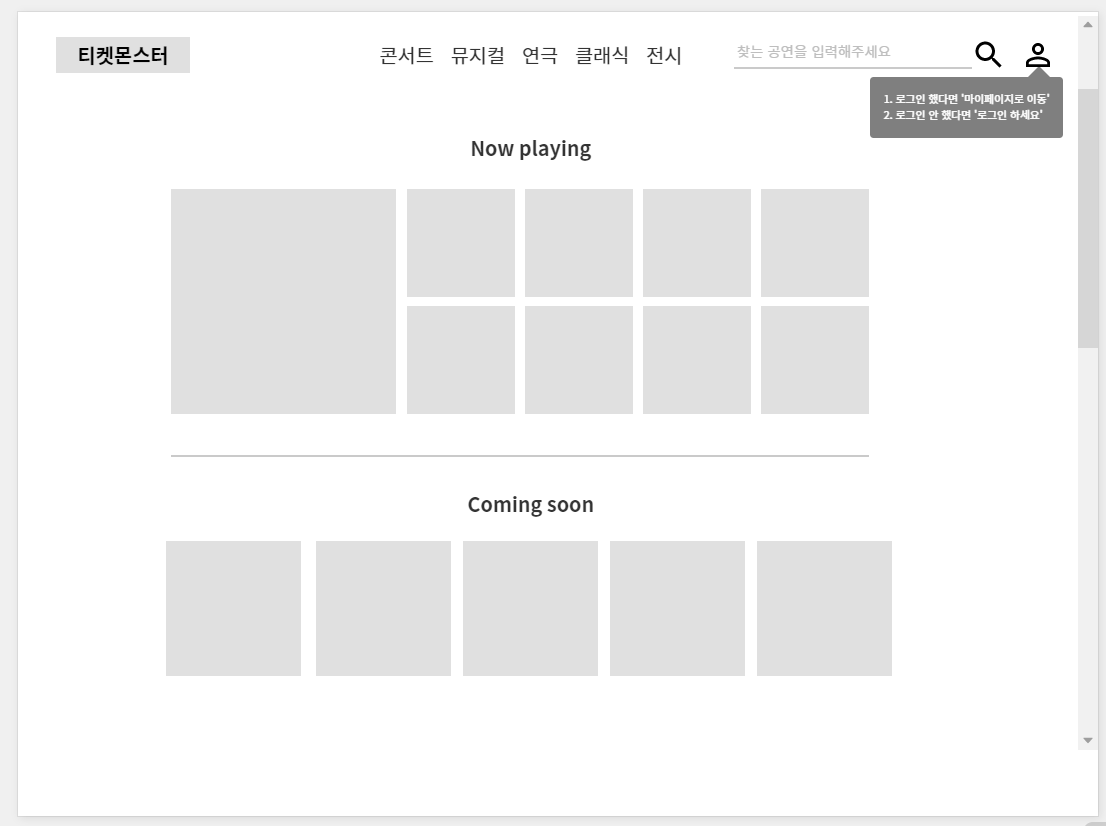 티켓몬스터
콘서트 뮤지컬 연극 클래식 전시
찾는 공연을 입력해주세요
1. 로그인 했다면 '마이페이지로 이동'
2. 로그인 안 했다면 '로그인 하세요'
Now playing
Coming soon